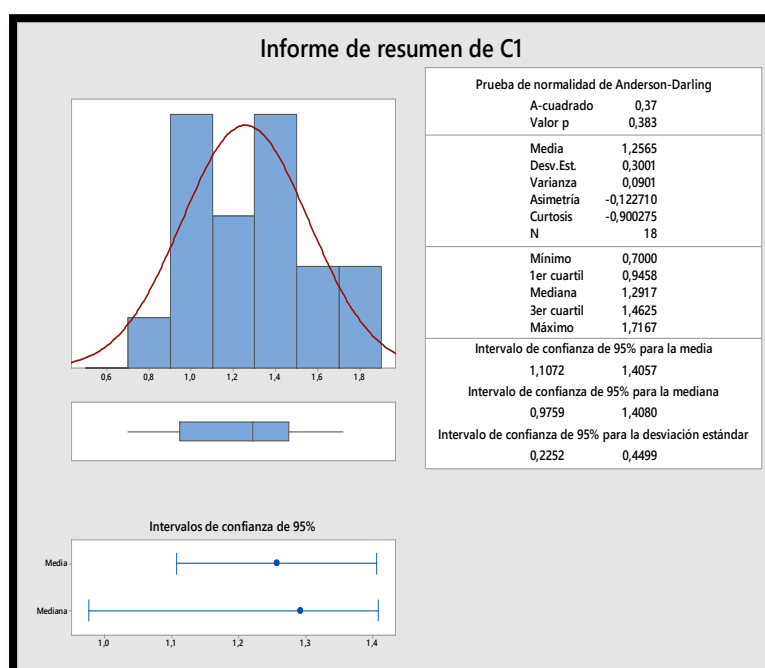 Informe de resumen de C1
0,6 0,8 1,0 1,2 1,4 1,6 1,8
Prueba de normalidad de Anderson-Darling
A-cuadrado 0,37
Valor p 0,383
Media 1,2565
Desv.Est. 0,3001
Varianza 0,0901
Asimetría -0,122710
Curtosis -0,900275
N 18
Mínimo 0,7000
1er cuartil 0,9458
Mediana 1,2917
3er cuartil 1,4625
Máximo 1,7167
Intervalo de confianza de 95% para la media
1,1072 1,4057
Intervalo de confianza de 95% para la mediana
0,9759 1,4080
Intervalo de confianza de 95% para la desviación estándar
0,2252 0,4499
Intervalos de confianza de 95%
Media
Mediana
1,0 1,1 1,2 1,3 1,4